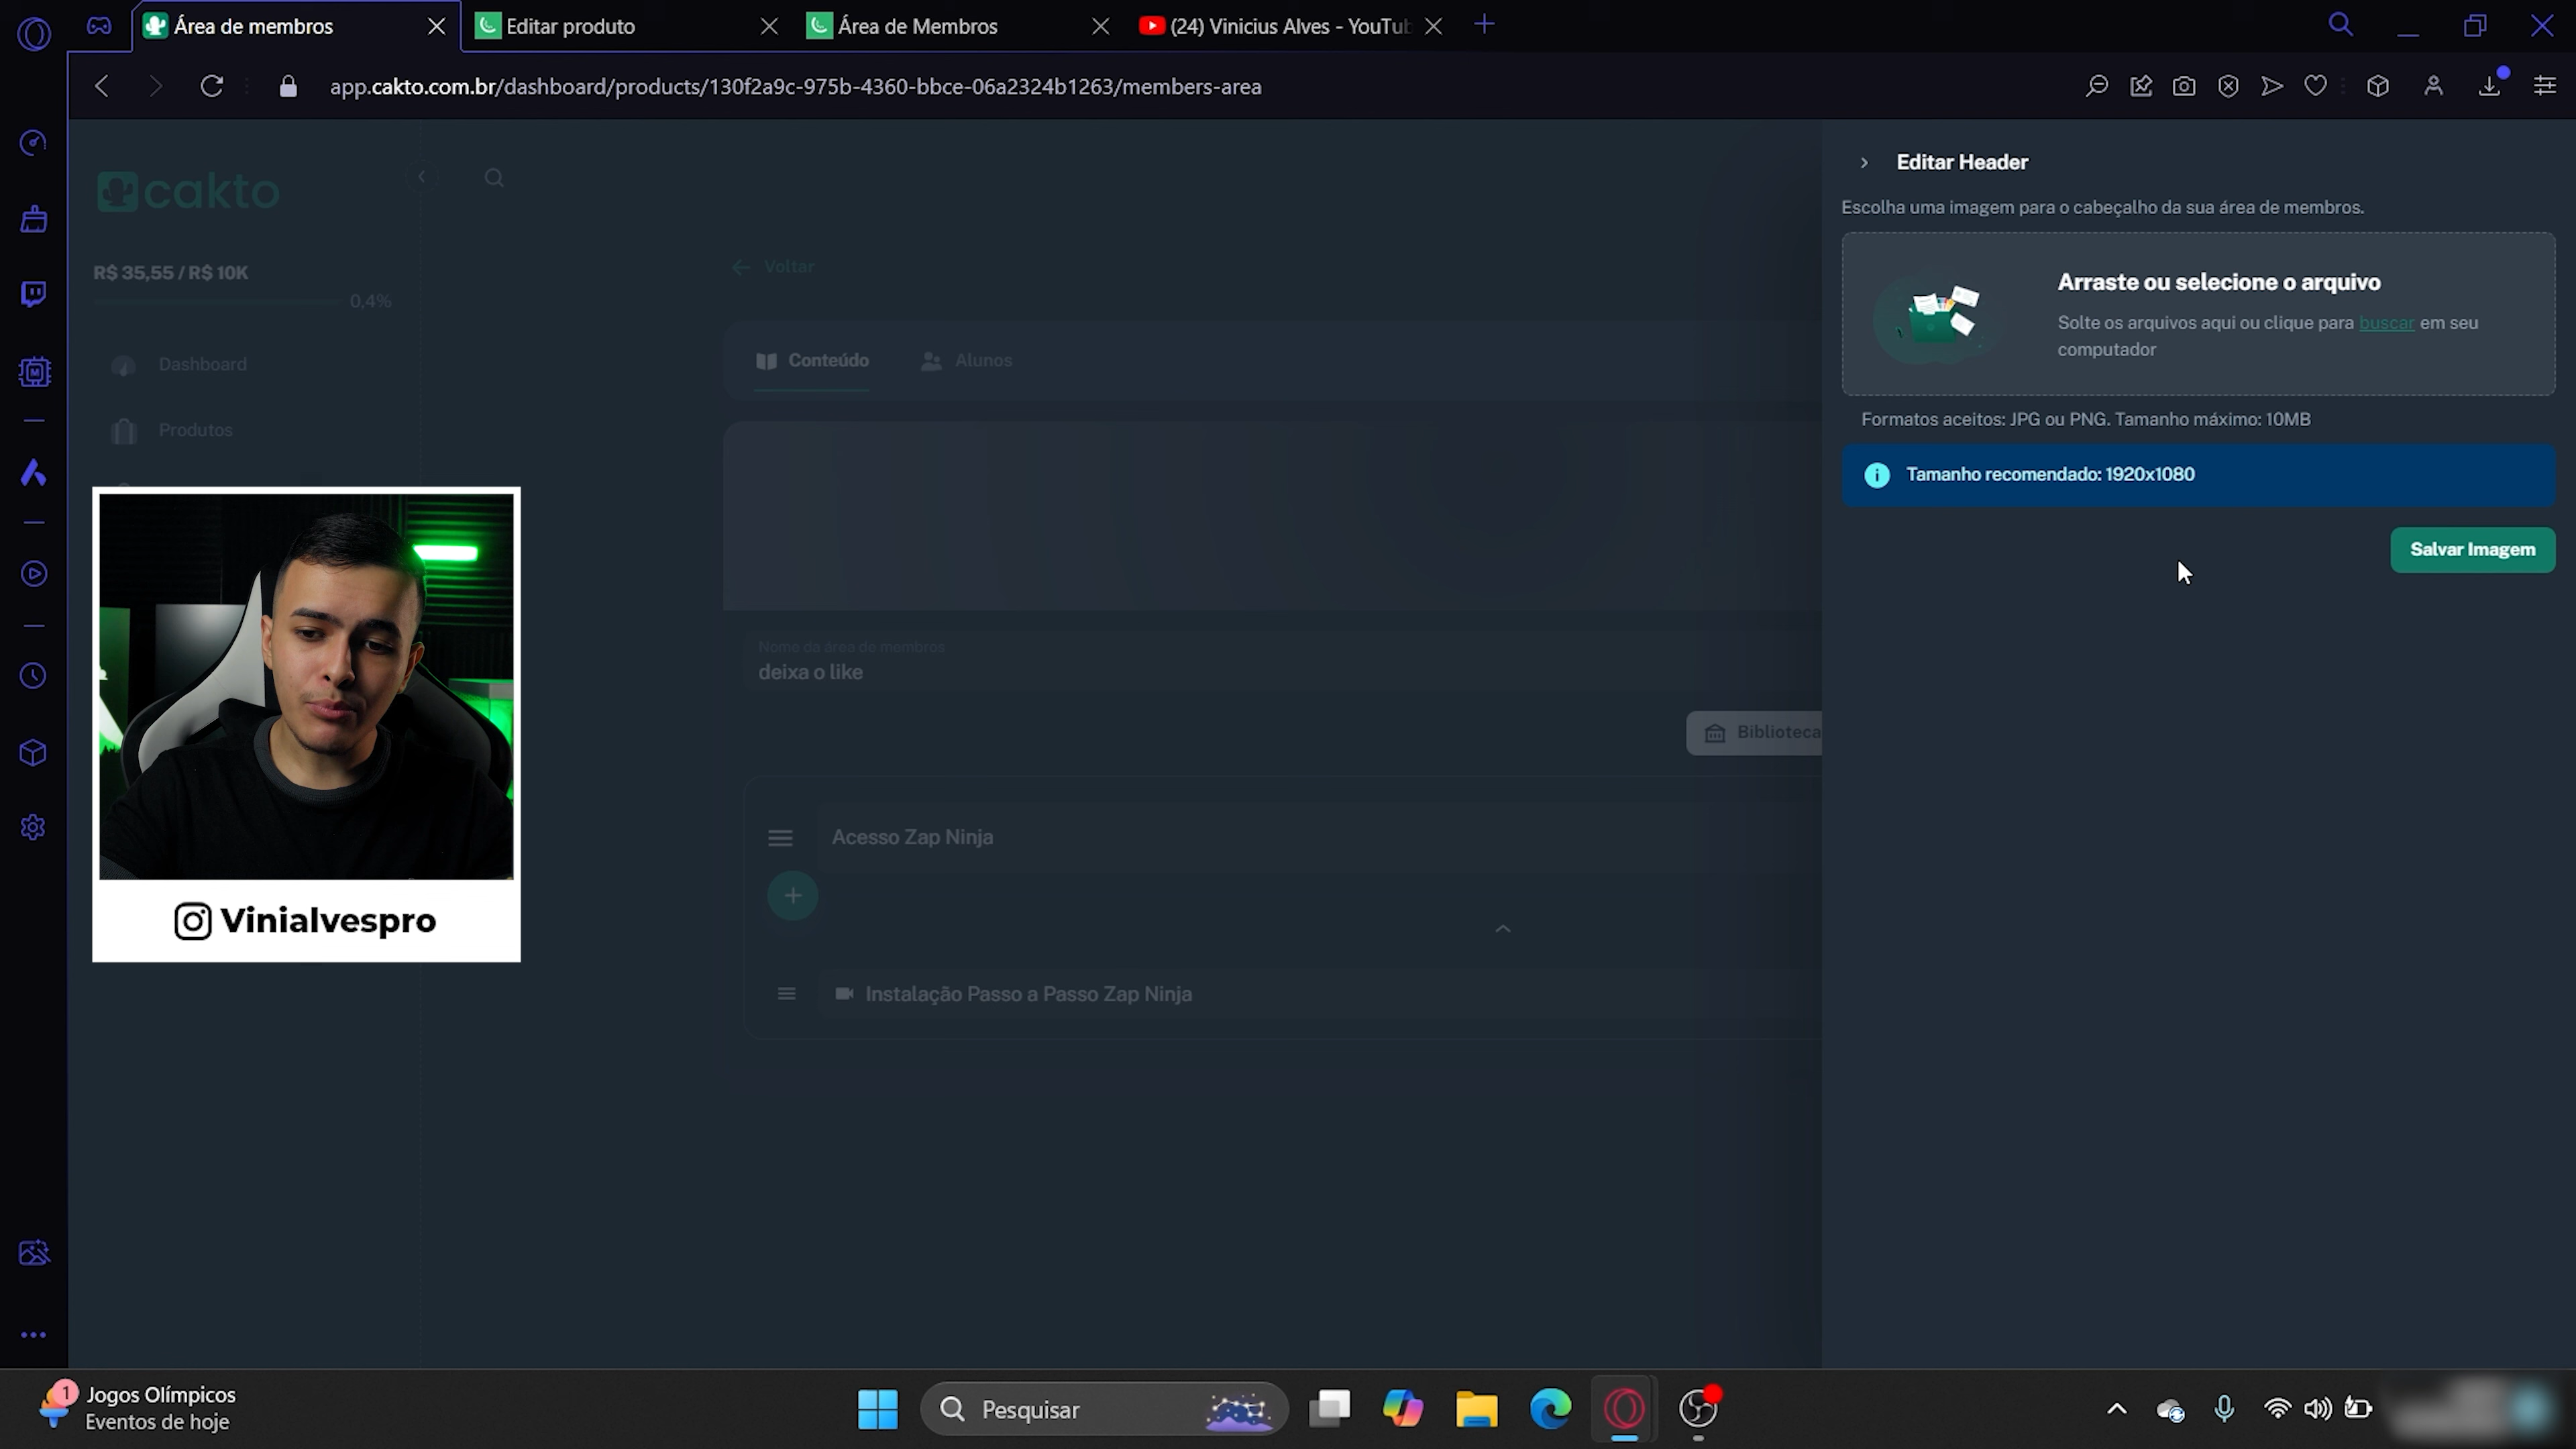 Área de membros
Editar produto
Área de Membros
(24) Vinicius Alves - YouTub
app.cakto.com.br/dashboard/products/130f2a9c-975b-4360-bbce-06a2324b1263/members-area
cakto
R$ 35,55 / R$ 10K
0,4%
Dashboard
Produtos
Vinialvespro
Voltar
Conteúdo
Alunos
Nome da área de membros
deixa o like
Biblioteca
Acesso Zap Ninja
Instalação Passo a Passo Zap Ninja
Editar Header
Escolha uma imagem para o cabeçalho da sua área de membros.
Arraste ou selecione o arquivo
Solte os arquivos aqui ou clique para buscar em seu
computador
Formatos aceitos: JPG ou PNG. Tamanho máximo: 10MB
Tamanho recomendado: 1920x1080
Salvar Imagem
1
Jogos Olímpicos
Eventos de hoje
Pesquisar